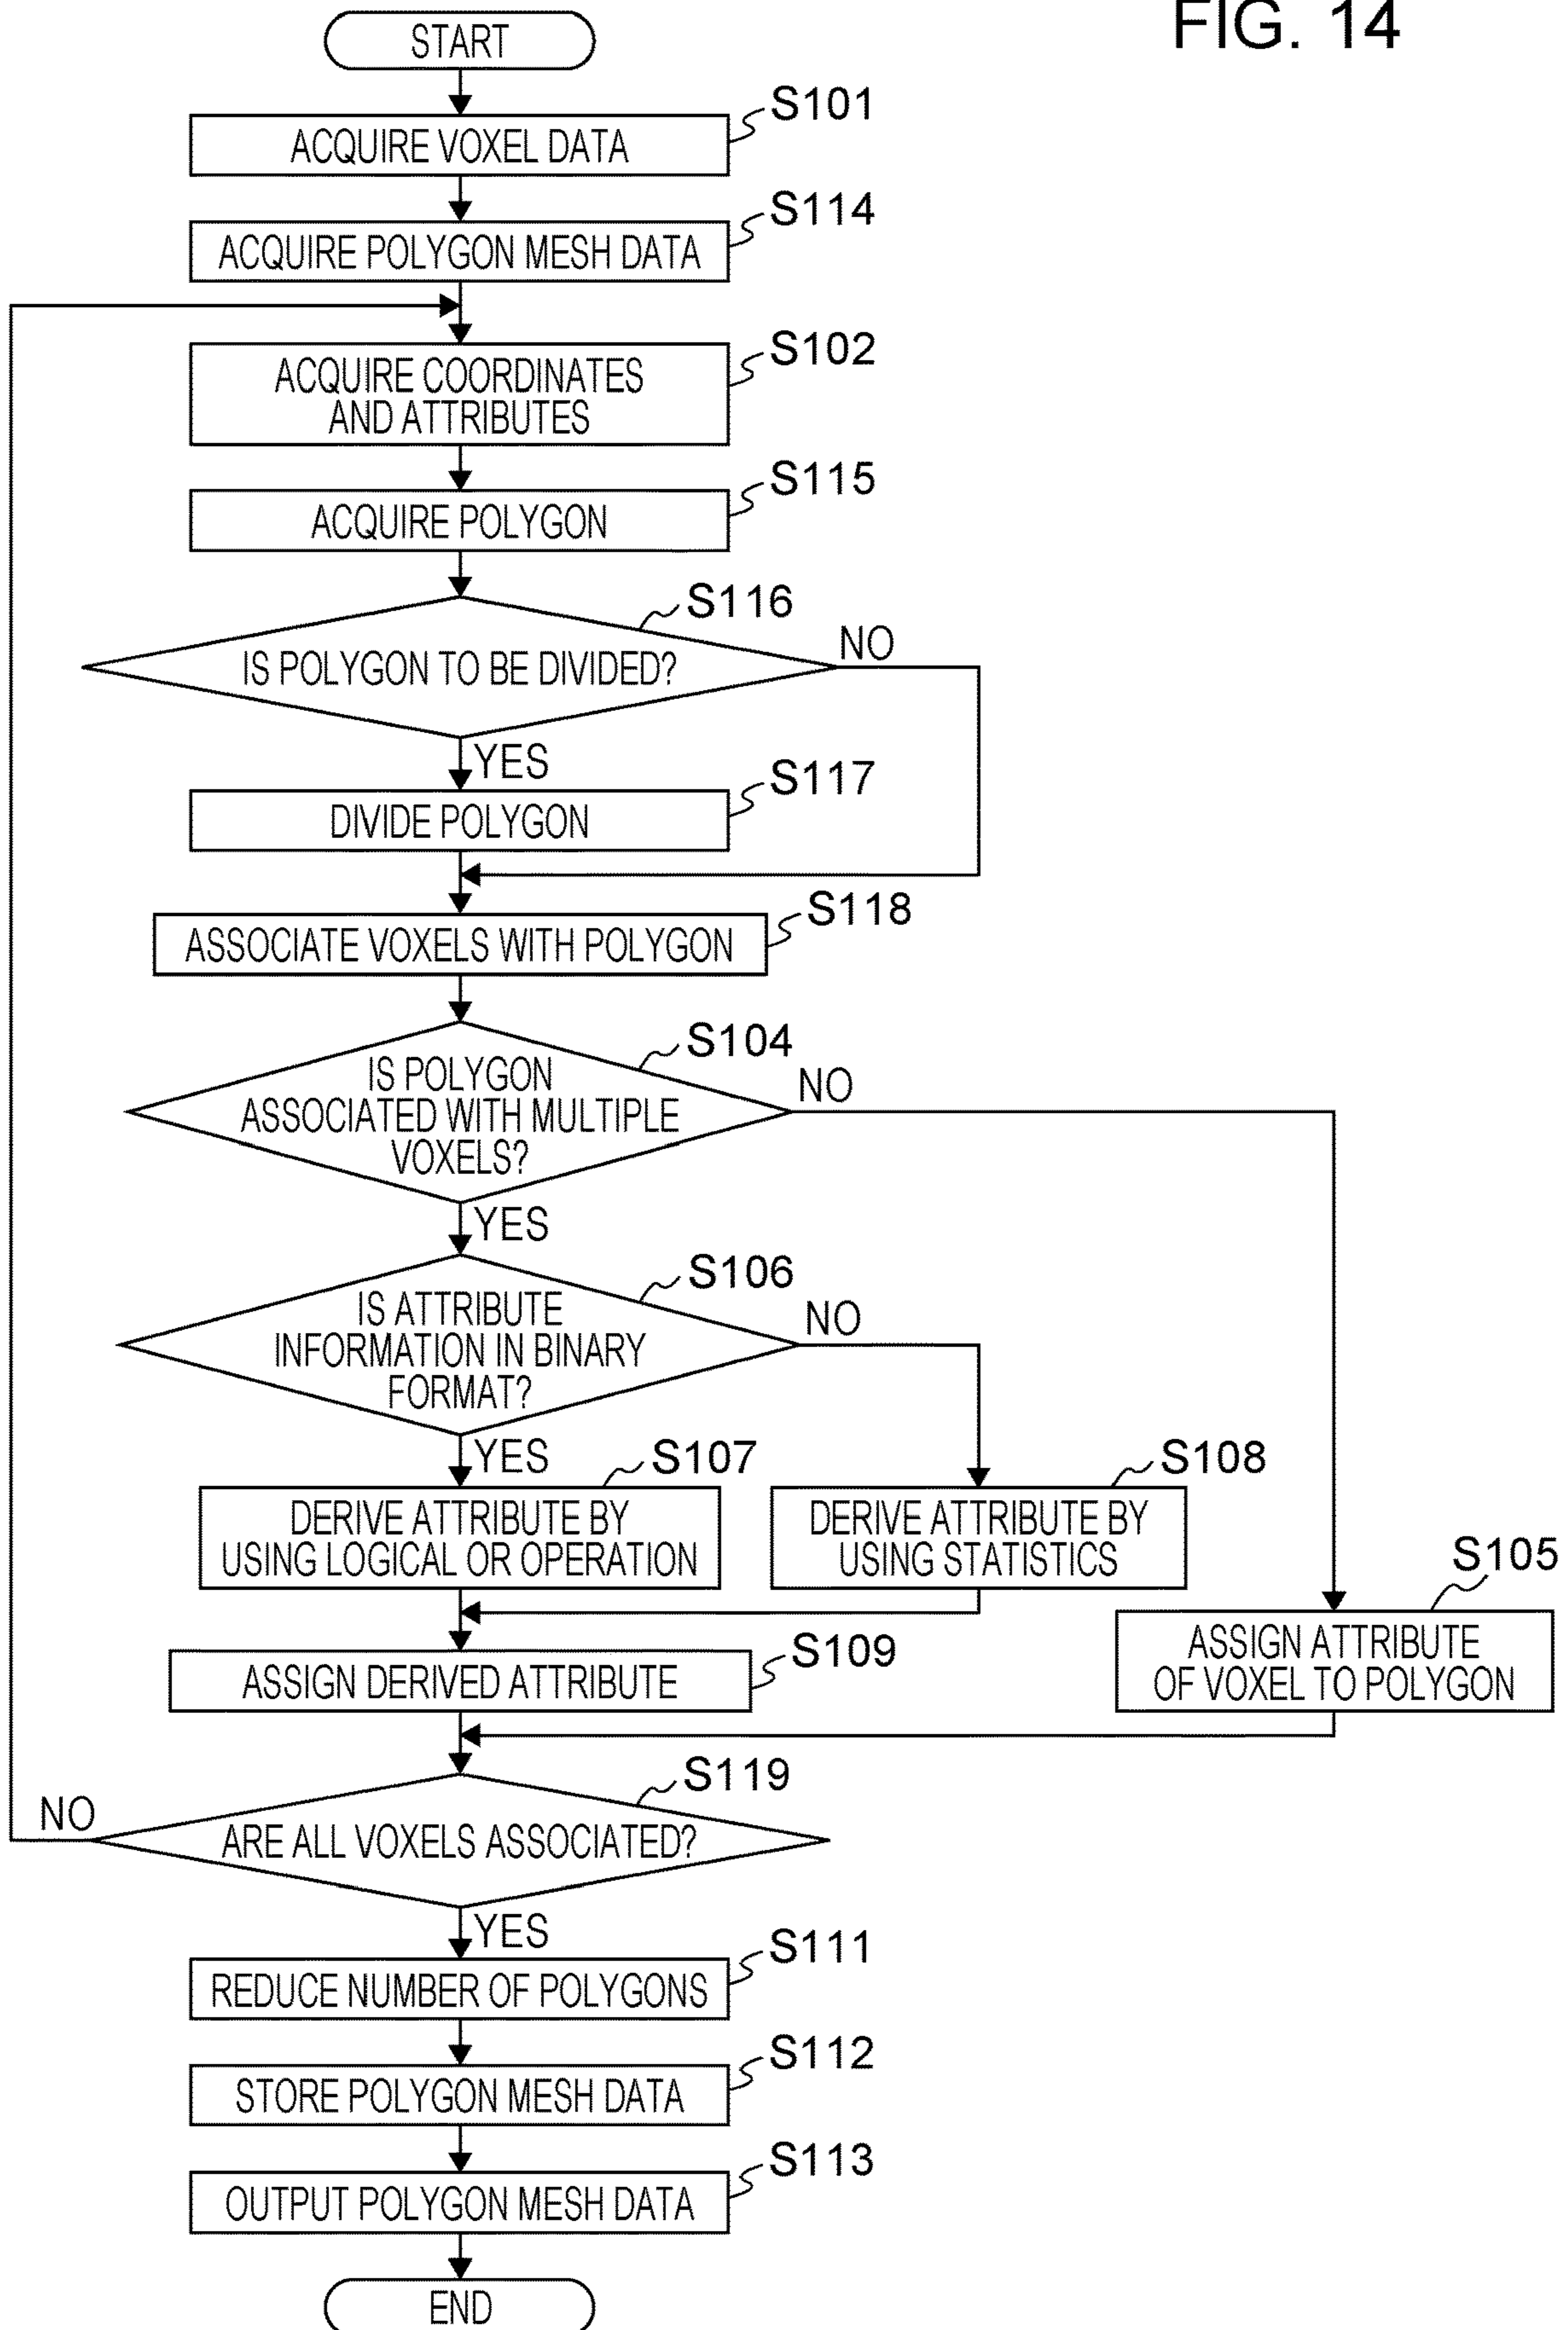 FIG. 14
START
S101
ACQUIRE VOXEL DATA
S114
ACQUIRE POLYGON MESH DATA
S102
ACQUIRE COORDINATES
AND ATTRIBUTES
S115
ACQUIRE POLYGON
S116
IS POLYGON TO BE DIVIDED?
NO
YES
S117
DIVIDE POLYGON
S118
ASSOCIATE VOXELS WITH POLYGON
S104
IS POLYGON
ASSOCIATED WITH MULTIPLE
VOXELS?
NO
YES
S106
IS ATTRIBUTE
INFORMATION IN BINARY
FORMAT?
NO
YES
S107
DERIVE ATTRIBUTE BY
USING LOGICAL OR OPERATION
S108
DERIVE ATTRIBUTE BY
USING STATISTICS
S105
ASSIGN ATTRIBUTE
OF VOXEL TO POLYGON
S109
ASSIGN DERIVED ATTRIBUTE
S119
ARE ALL VOXELS ASSOCIATED?
NO
YES
S111
REDUCE NUMBER OF POLYGONS
S112
STORE POLYGON MESH DATA
S113
OUTPUT POLYGON MESH DATA
END